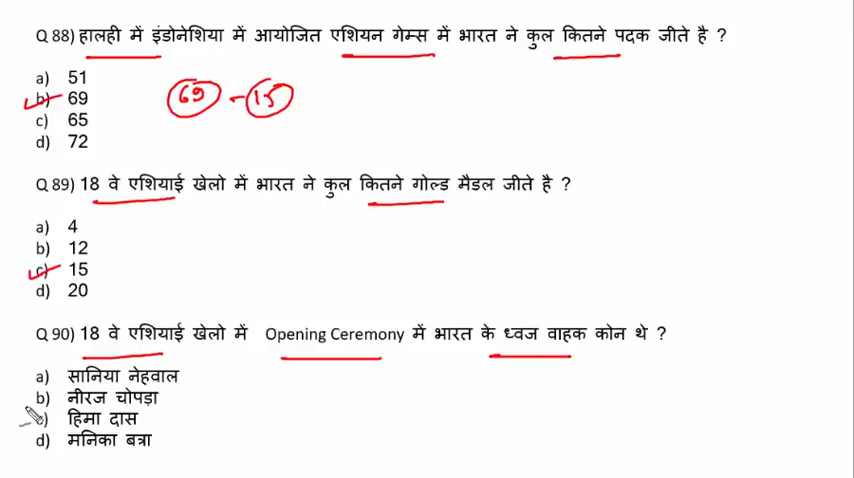 Q 88) हालही में इंडोनेशिया में आयोजित एशियन गेम्स में भारत ने कुल कितने पदक जीते है ?
a) 51
b) 69
69 - 15
c) 65
d) 72
Q 89) 18 वे एशियाई खेलो में भारत ने कुल कितने गोल्ड मैडल जीते है ?
a) 4
b) 12
c) 15
d) 20
Q 90) 18 वे एशियाई खेलो में Opening Ceremony में भारत के ध्वज वाहक कोन थे ?
a) सानिया नेहवाल
b) नीरज चोपड़ा
) हिमा दास
d) मनिका बत्रा